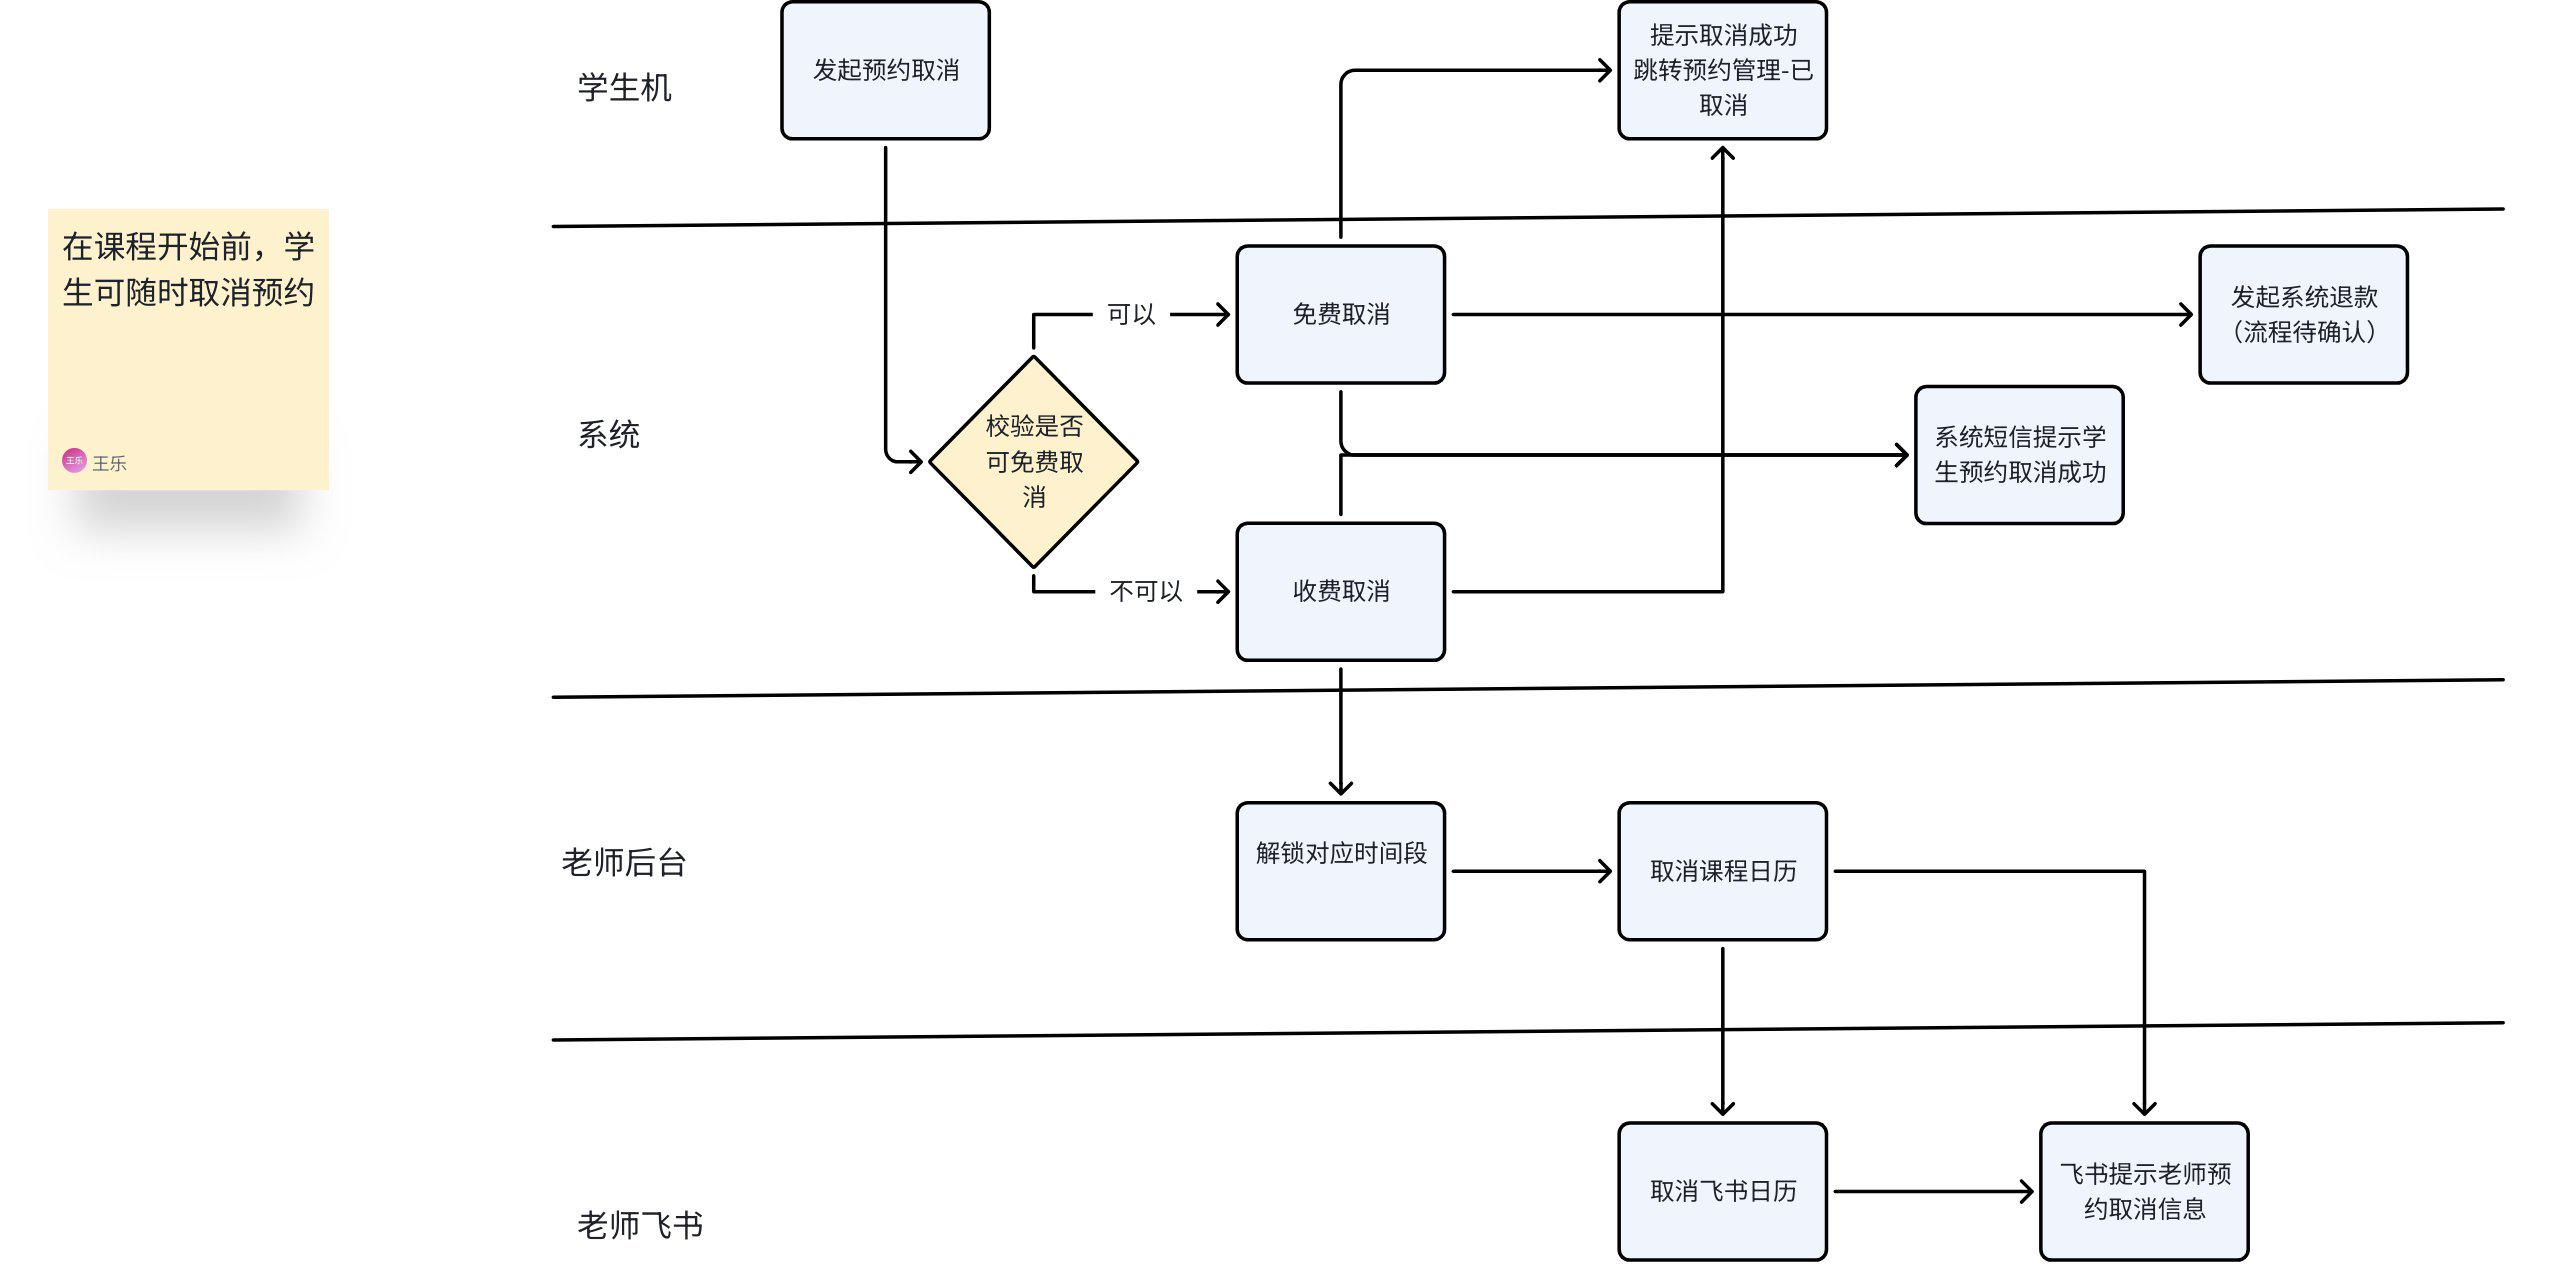 学生机
发起预约取消
提示取消成功
跳转预约管理-已
取消
在课程开始前，学
生可随时取消预约
王乐
王乐
系统
校验是否
可免费取
消
可以
不可以
免费取消
收费取消
发起系统退款
（流程待确认）
系统短信提示学
生预约取消成功
老师后台
解锁对应时间段
取消课程日历
老师飞书
取消飞书日历
飞书提示老师预
约取消信息